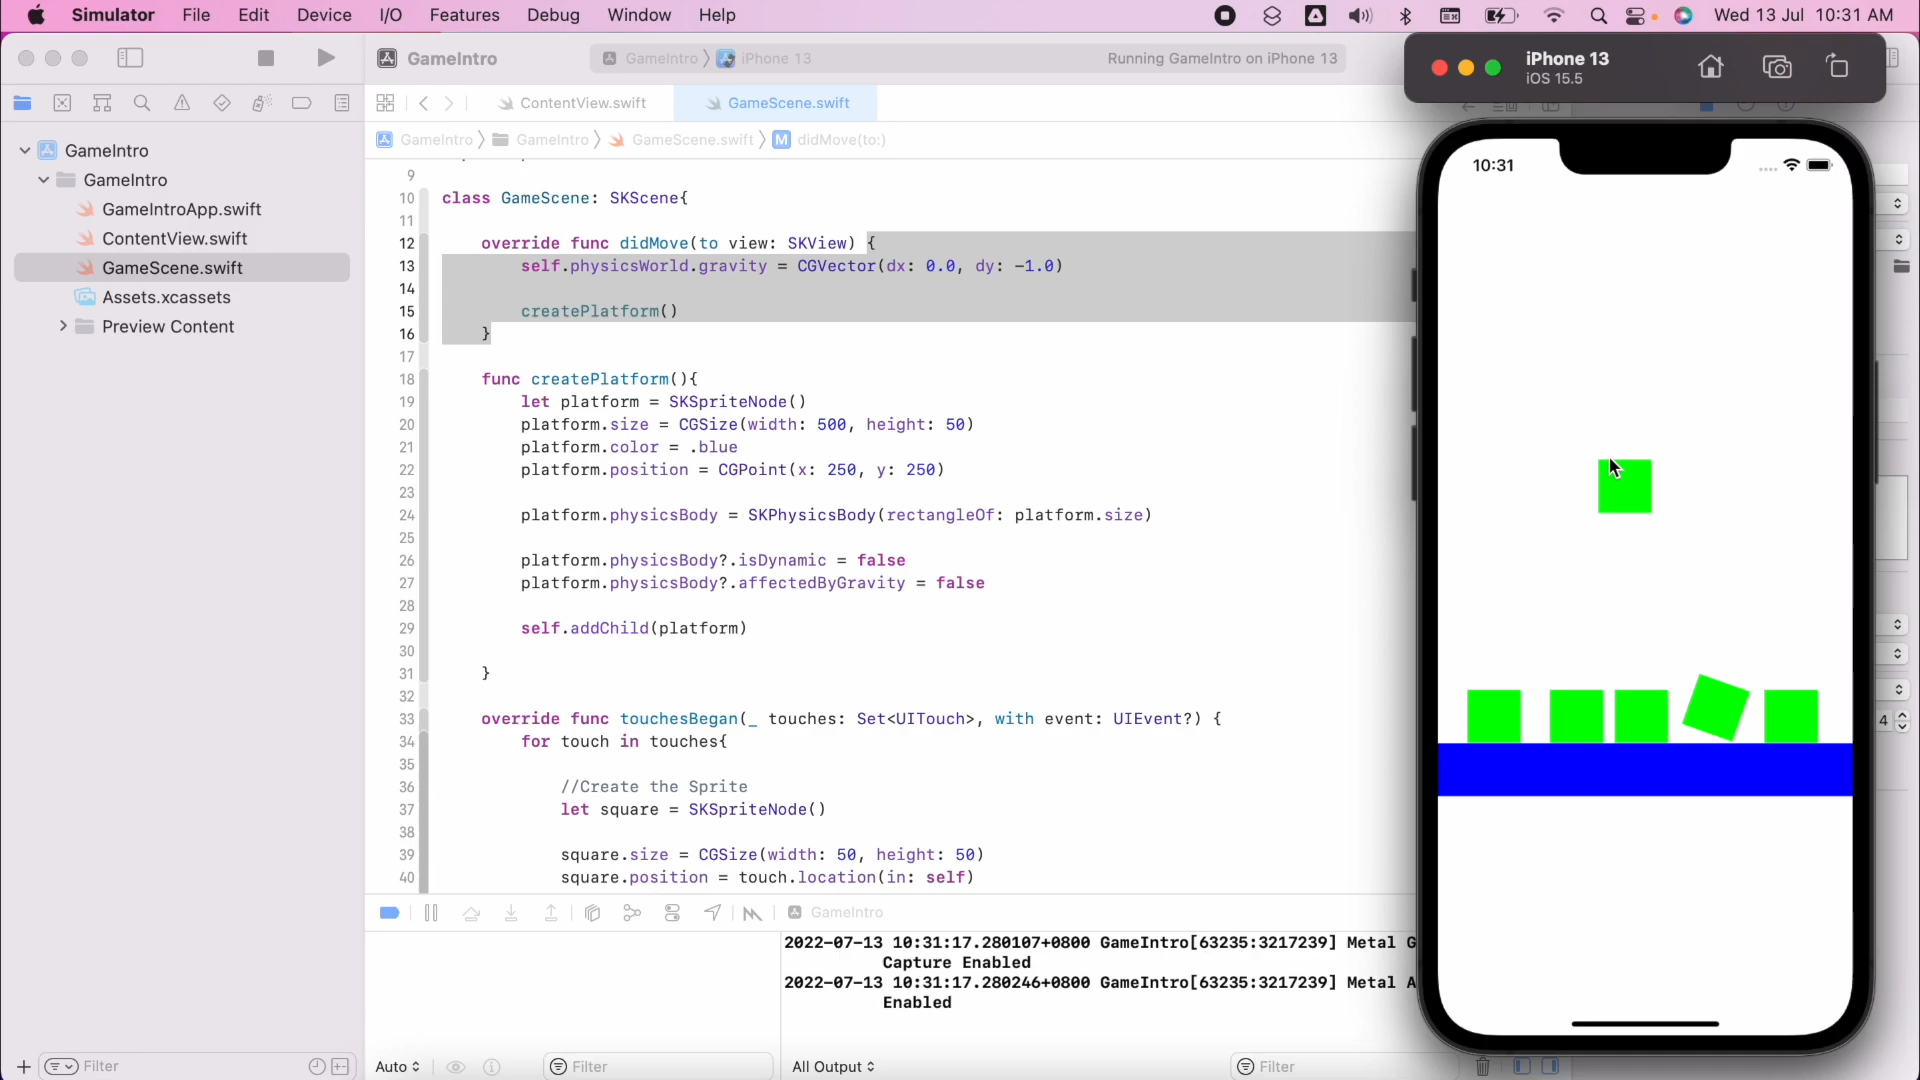 Simulator File Edit Device I/O Features Debug Window Help Wed 13 Jul 10:31 AM
GameIntro GameIntro iPhone 13 Running GameIntro on iPhone 13
iPhone 13
iOS 15.5
ContentView.swift GameScene.swift
GameIntro GameIntro GameScene.swift M didMove(to:)
GameIntro
GameIntro
GameIntroApp.swift
ContentView.swift
GameScene.swift
Assets.xcassets
Preview Content
9
10 class GameScene: SKScene{
11
12 override func didMove(to view: SKView) {
13 self.physicsWorld.gravity = CGVector(dx: 0.0, dy: -1.0)
14
15 createPlatform()
16 }
17
18 func createPlatform(){
19 let platform = SKSpriteNode()
20 platform.size = CGSize(width: 500, height: 50)
21 platform.color = .blue
22 platform.position = CGPoint(x: 250, y: 250)
23
24 platform.physicsBody = SKPhysicsBody(rectangleOf: platform.size)
25
26 platform.physicsBody?.isDynamic = false
27 platform.physicsBody?.affectedByGravity = false
28
29 self.addChild(platform)
30
31 }
32
33 override func touchesBegan(_ touches: Set<UITouch>, with event: UIEvent?) {
34 for touch in touches{
35
36 //Create the Sprite
37 let square = SKSpriteNode()
38
39 square.size = CGSize(width: 50, height: 50)
40 square.position = touch.location(in: self)
10:31
4
GameIntro
2022-07-13 10:31:17.280107+0800 GameIntro[63235:3217239] Metal G
Capture Enabled
2022-07-13 10:31:17.280246+0800 GameIntro[63235:3217239] Metal A
Enabled
Filter Auto Filter All Output Filter